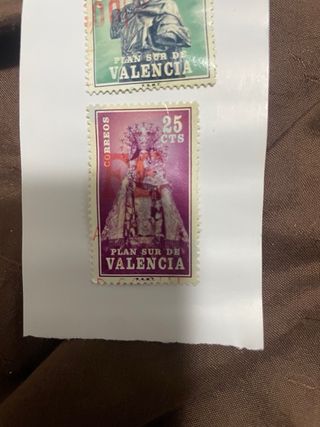 PLAN SUR DE
VALENCIA
CORREOS
25
CTS
PLAN SUR DE
VALENCIA